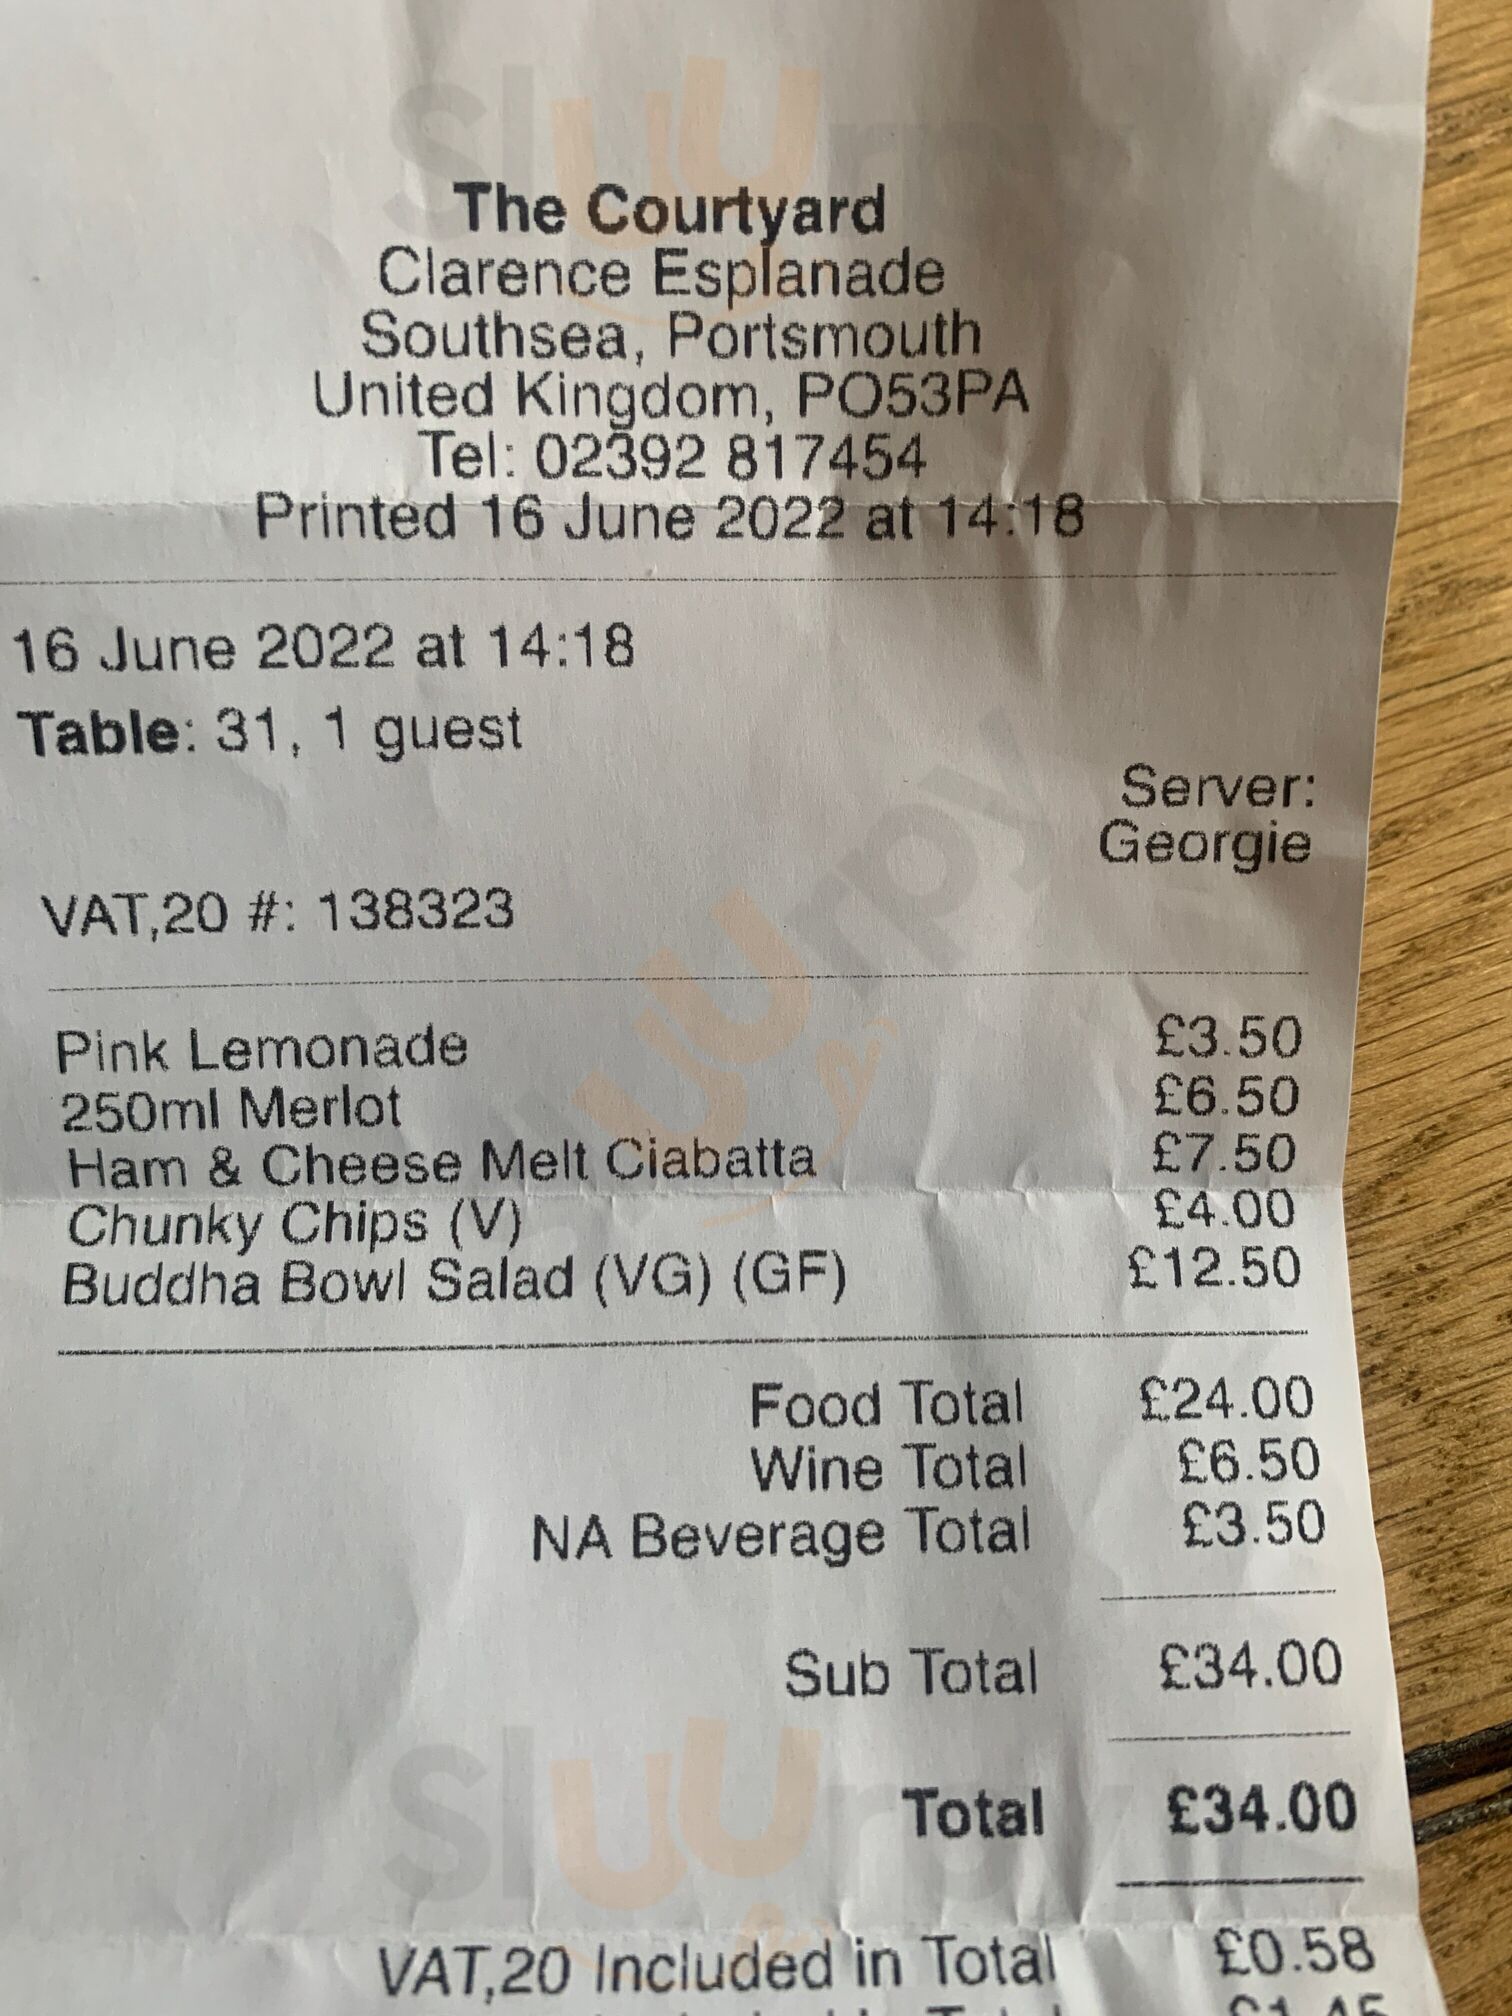 The Courtyard
Clarence Esplanade
Southsea, Portsmouth
United Kingdom, PO53PA
Tel: 02392 817454
Printed 16 June 2022 at 14:18
16 June 2022 at 14:18
Table: 31, 1 guest
Server:
Georgie
VAT,20 #: 138323
Pink Lemonade £3.50
250ml Merlot £6.50
Ham & Cheese Melt Ciabatta £7.50
Chunky Chips (V) £4.00
Buddha Bowl Salad (VG) (GF) £12.50
Food Total £24.00
Wine Total £6.50
NA Beverage Total £3.50
Sub Total £34.00
Total £34.00
VAT,20 Included in Total £0.58